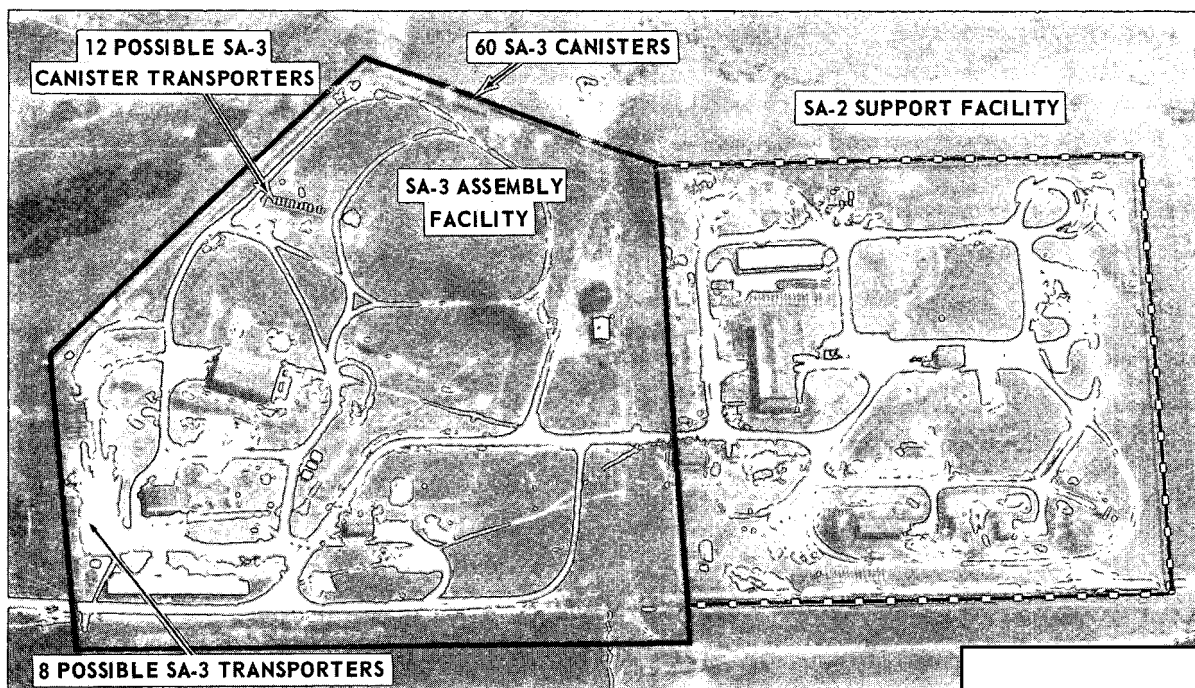 12 POSSIBLE SA-3
CANISTER TRANSPORTERS
60 SA-3 CANISTERS
SA-2 SUPPORT FACILITY
SA-3 ASSEMBLY
FACILITY
8 POSSIBLE SA-3 TRANSPORTERS